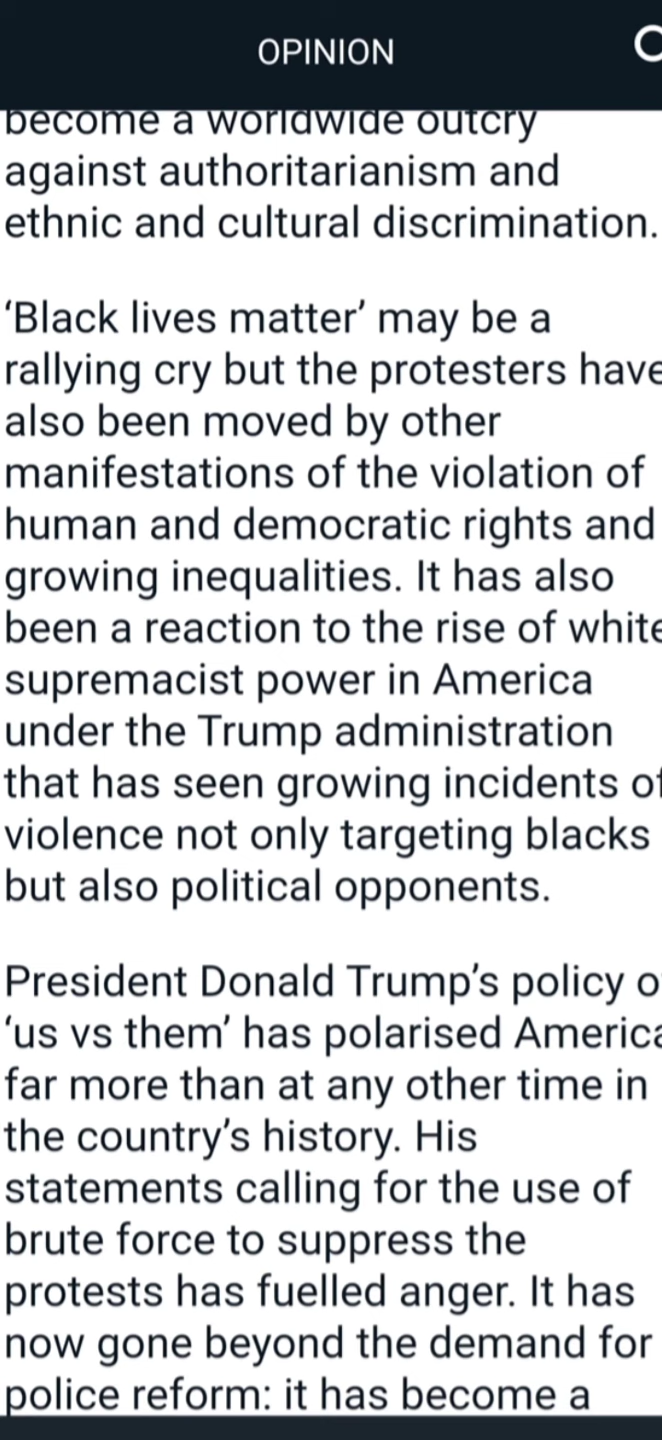 OPINION
become a worldwide outcry
against authoritarianism and
ethnic and cultural discrimination.
‘Black lives matter’ may be a
rallying cry but the protesters have
also been moved by other
manifestations of the violation of
human and democratic rights and
growing inequalities. It has also
been a reaction to the rise of white
supremacist power in America
under the Trump administration
that has seen growing incidents of
violence not only targeting blacks
but also political opponents.
President Donald Trump’s policy o
‘us vs them’ has polarised America
far more than at any other time in
the country’s history. His
statements calling for the use of
brute force to suppress the
protests has fuelled anger. It has
now gone beyond the demand for
police reform: it has become a